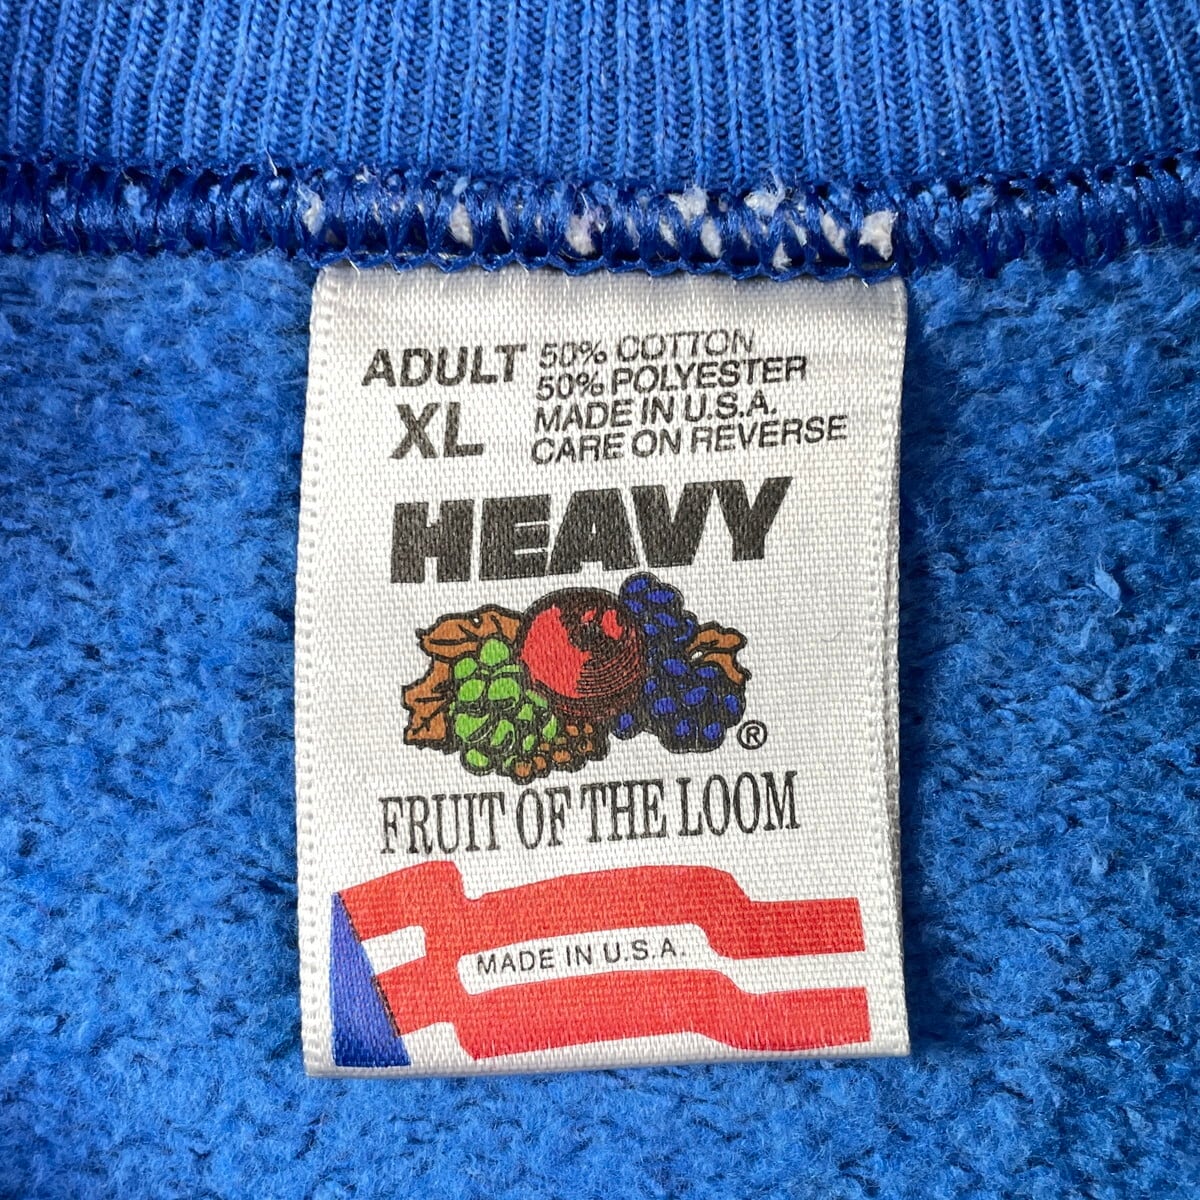 ADULT
XL
50% COTTON
50% POLYESTER
MADE IN U.S.A.
CARE ON REVERSE
HEAVY
®
FRUIT OF THE LOOM
MADE IN U.S.A.